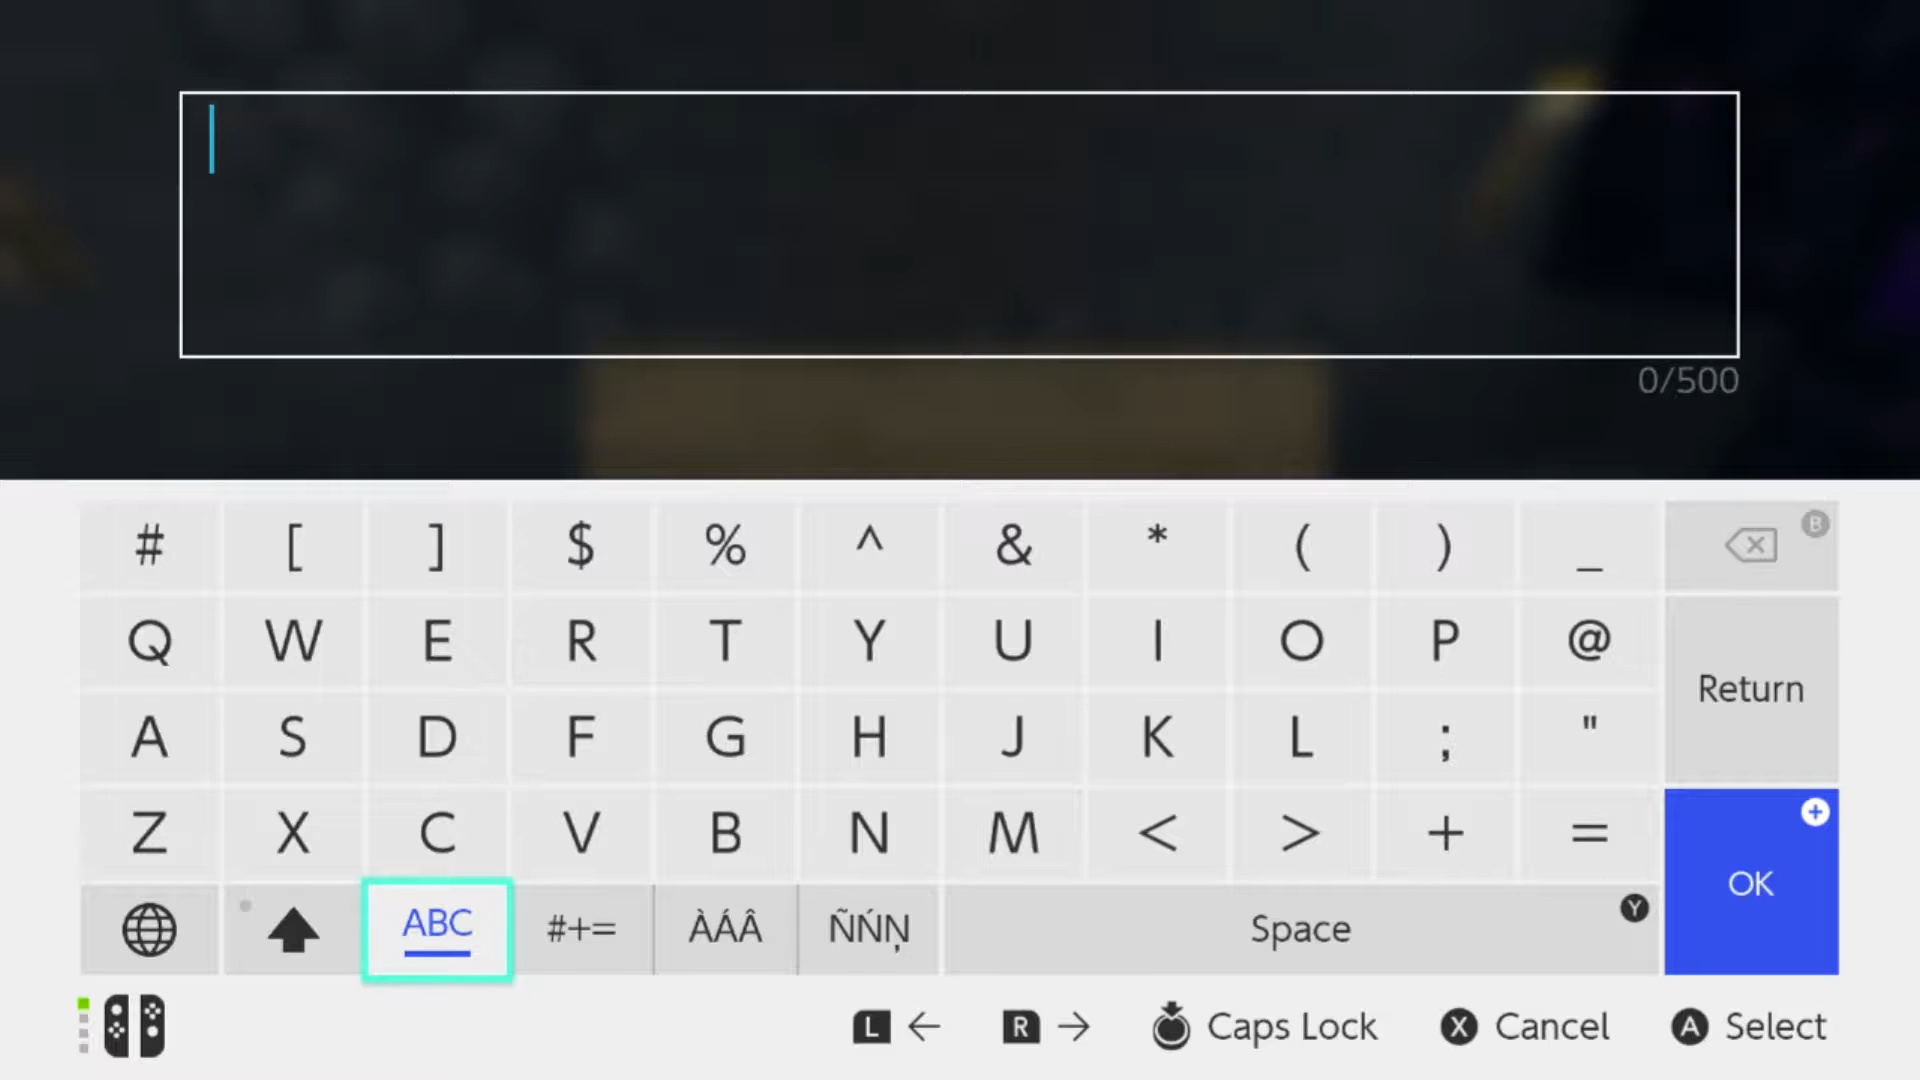 0/500
# [ ] $ % ^ & * ( ) _ B
Q W E R T Y U I O P @
Return
A S D F G H J K L ; "
Z X C V B N M < > + =
OK
ABC #+= ÀÁÂ ÑŃŅ Space Y
L ← R → Caps Lock X Cancel A Select